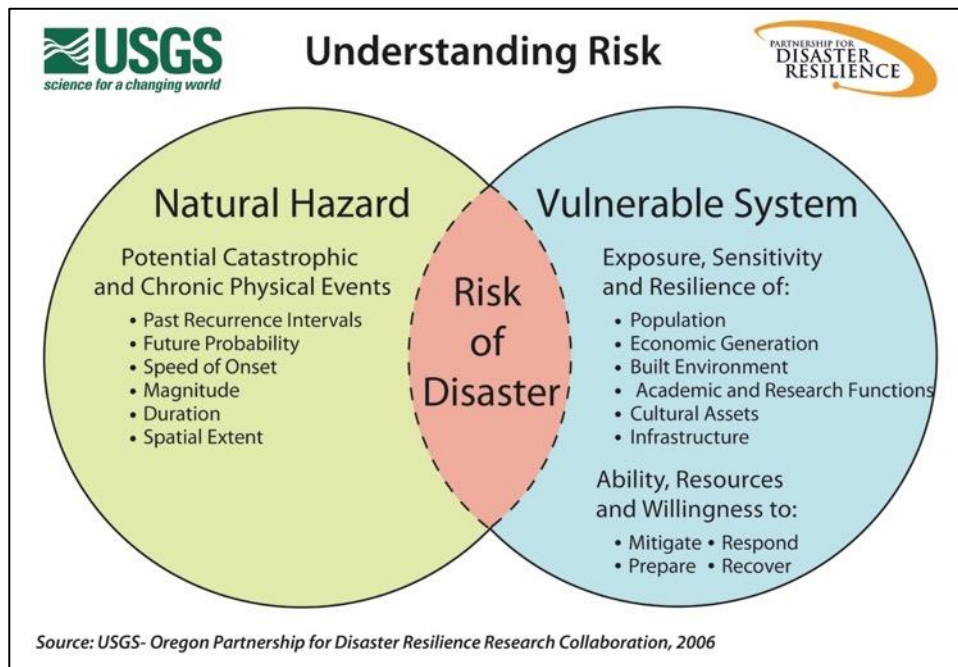 USGS
science for a changing world
Understanding Risk
PARTNERSHIP FOR
DISASTER
RESILIENCE
Natural Hazard
Potential Catastrophic
and Chronic Physical Events
• Past Recurrence Intervals
• Future Probability
• Speed of Onset
• Magnitude
• Duration
• Spatial Extent
Risk
of
Disaster
Vulnerable System
Exposure, Sensitivity
and Resilience of:
• Population
• Economic Generation
• Built Environment
• Academic and Research Functions
• Cultural Assets
• Infrastructure
Ability, Resources
and Willingness to:
• Mitigate • Respond
• Prepare • Recover
Source: USGS- Oregon Partnership for Disaster Resilience Research Collaboration, 2006